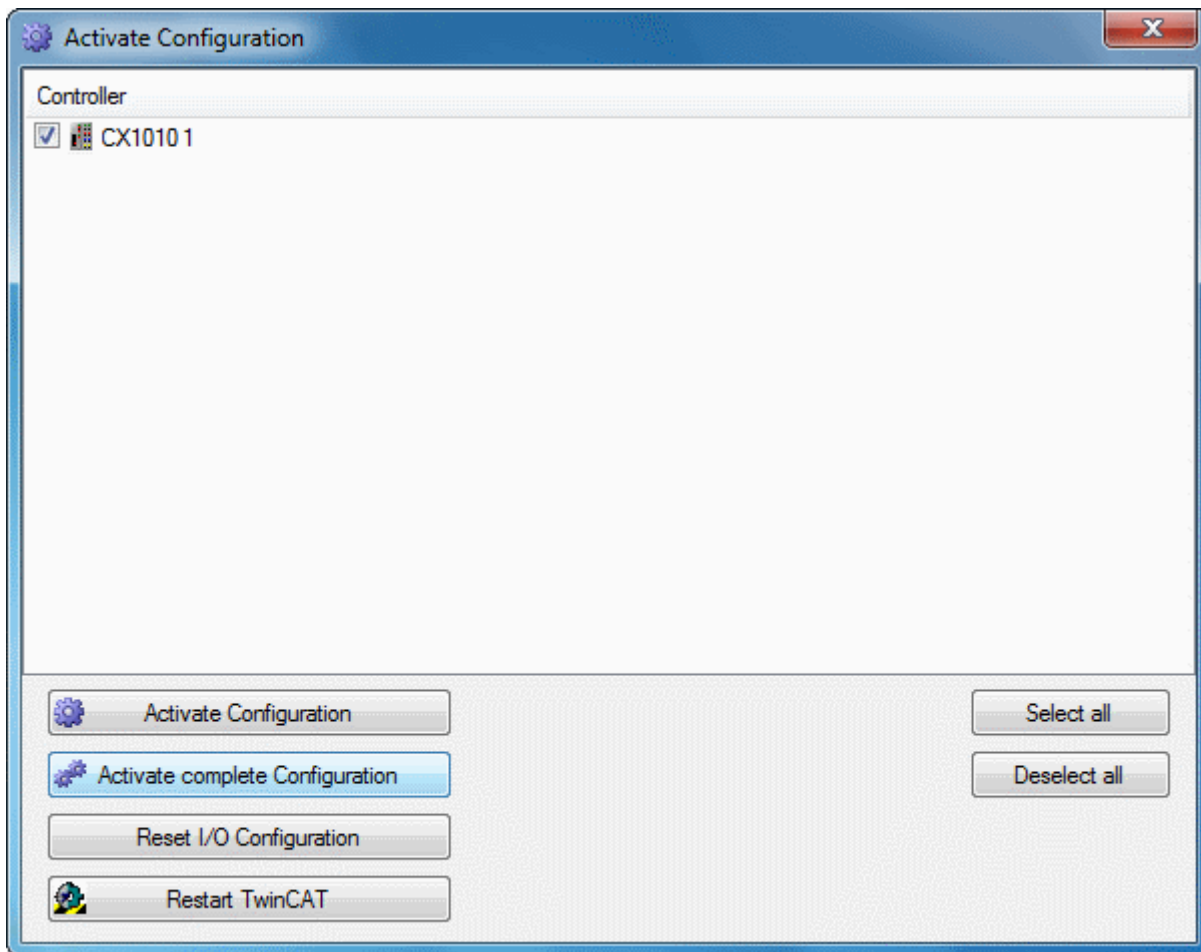 Activate Configuration
Controller
CX1010 1
Activate Configuration
Select all
Activate complete Configuration
Deselect all
Reset I/O Configuration
Restart TwinCAT